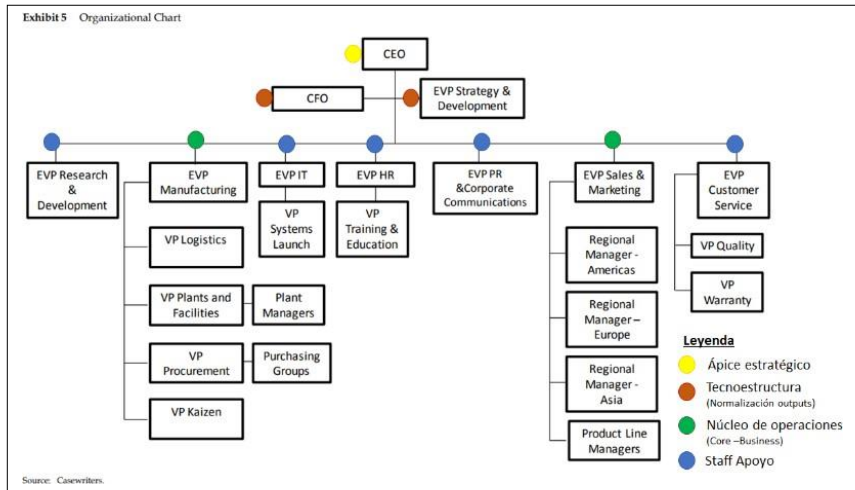 Exhibit 5 Organizational Chart
CEO
CFO
EVP Strategy &
Development
EVP Research
&
Development
EVP
Manufacturing
VP Logistics
VP Plants and
Facilities
Plant
Managers
VP
Procurement
Purchasing
Groups
VP Kaizen
EVP IT
VP
Systems
Launch
EVP HR
VP
Training &
Education
EVP PR
&Corporate
Communications
EVP Sales &
Marketing
Regional
Manager -
Americas
Regional
Manager –
Europe
Regional
Manager -
Asia
Product Line
Managers
EVP
Customer
Service
VP Quality
VP
Warranty
Leyenda
Ápice estratégico
Tecnoestructura
(Normalización outputs)
Núcleo de operaciones
(Core –Business)
Staff Apoyo
Source: Casewriters.